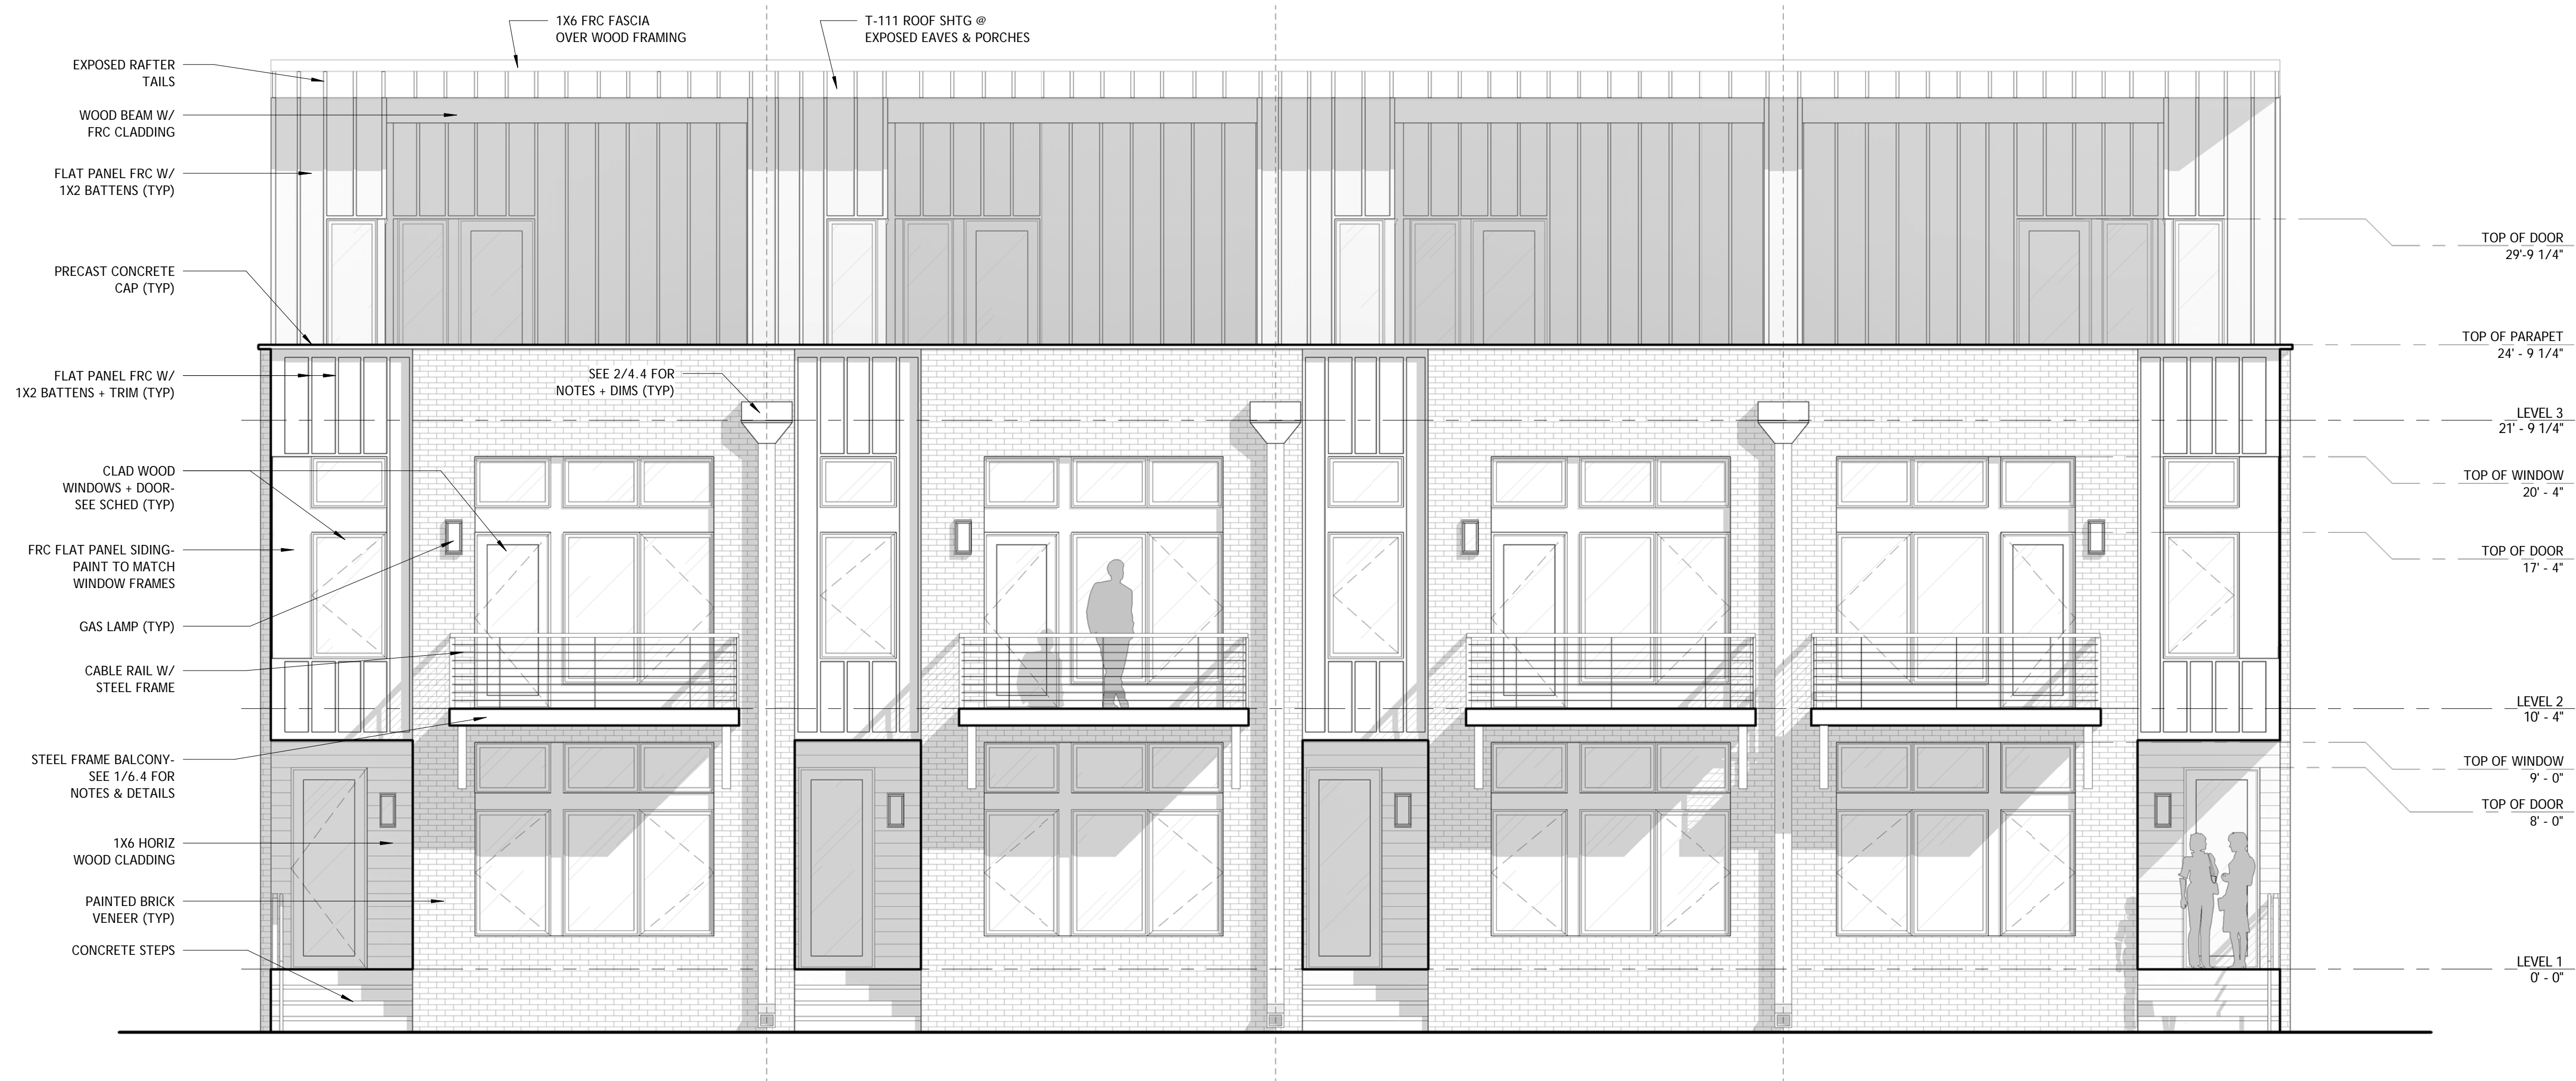 1X6 FRC FASCIA
OVER WOOD FRAMING
T-111 ROOF SHTG @
EXPOSED EAVES & PORCHES
EXPOSED RAFTER
TAILS
WOOD BEAM W/
FRC CLADDING
FLAT PANEL FRC W/
1X2 BATTENS (TYP)
PRECAST CONCRETE
CAP (TYP)
FLAT PANEL FRC W/
1X2 BATTENS + TRIM (TYP)
SEE 2/4.4 FOR
NOTES + DIMS (TYP)
CLAD WOOD
WINDOWS + DOOR-
SEE SCHED (TYP)
FRC FLAT PANEL SIDING-
PAINT TO MATCH
WINDOW FRAMES
GAS LAMP (TYP)
CABLE RAIL W/
STEEL FRAME
STEEL FRAME BALCONY-
SEE 1/6.4 FOR
NOTES & DETAILS
1X6 HORIZ
WOOD CLADDING
PAINTED BRICK
VENEER (TYP)
CONCRETE STEPS
TOP OF DOOR
29'-9 1/4"
TOP OF PARAPET
24' - 9 1/4"
LEVEL 3
21' - 9 1/4"
TOP OF WINDOW
20' - 4"
TOP OF DOOR
17' - 4"
LEVEL 2
10' - 4"
TOP OF WINDOW
9' - 0"
TOP OF DOOR
8' - 0"
LEVEL 1
0' - 0"